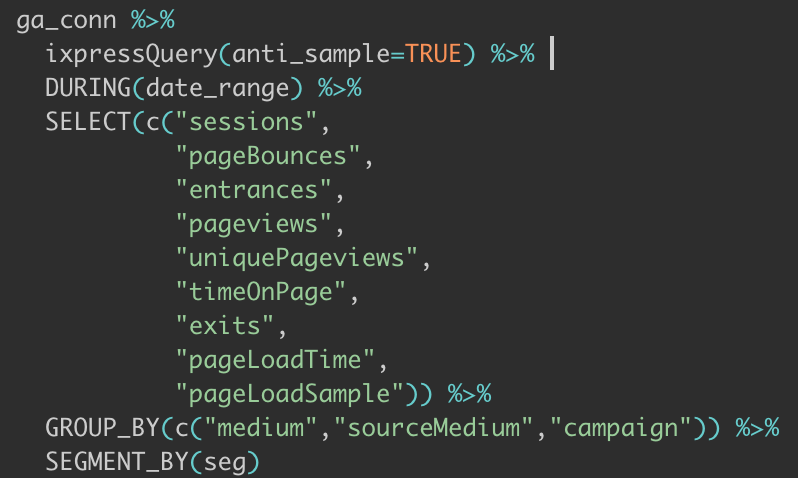 ga_conn %>%
ixpressQuery(anti_sample=TRUE) %>%
DURING(date_range) %>%
SELECT(c("sessions",
"pageBounces",
"entrances",
"pageviews",
"uniquePageviews",
"timeOnPage",
"exits",
"pageLoadTime",
"pageLoadSample")) %>%
GROUP_BY(c("medium","sourceMedium","campaign")) %>%
SEGMENT_BY(seg)